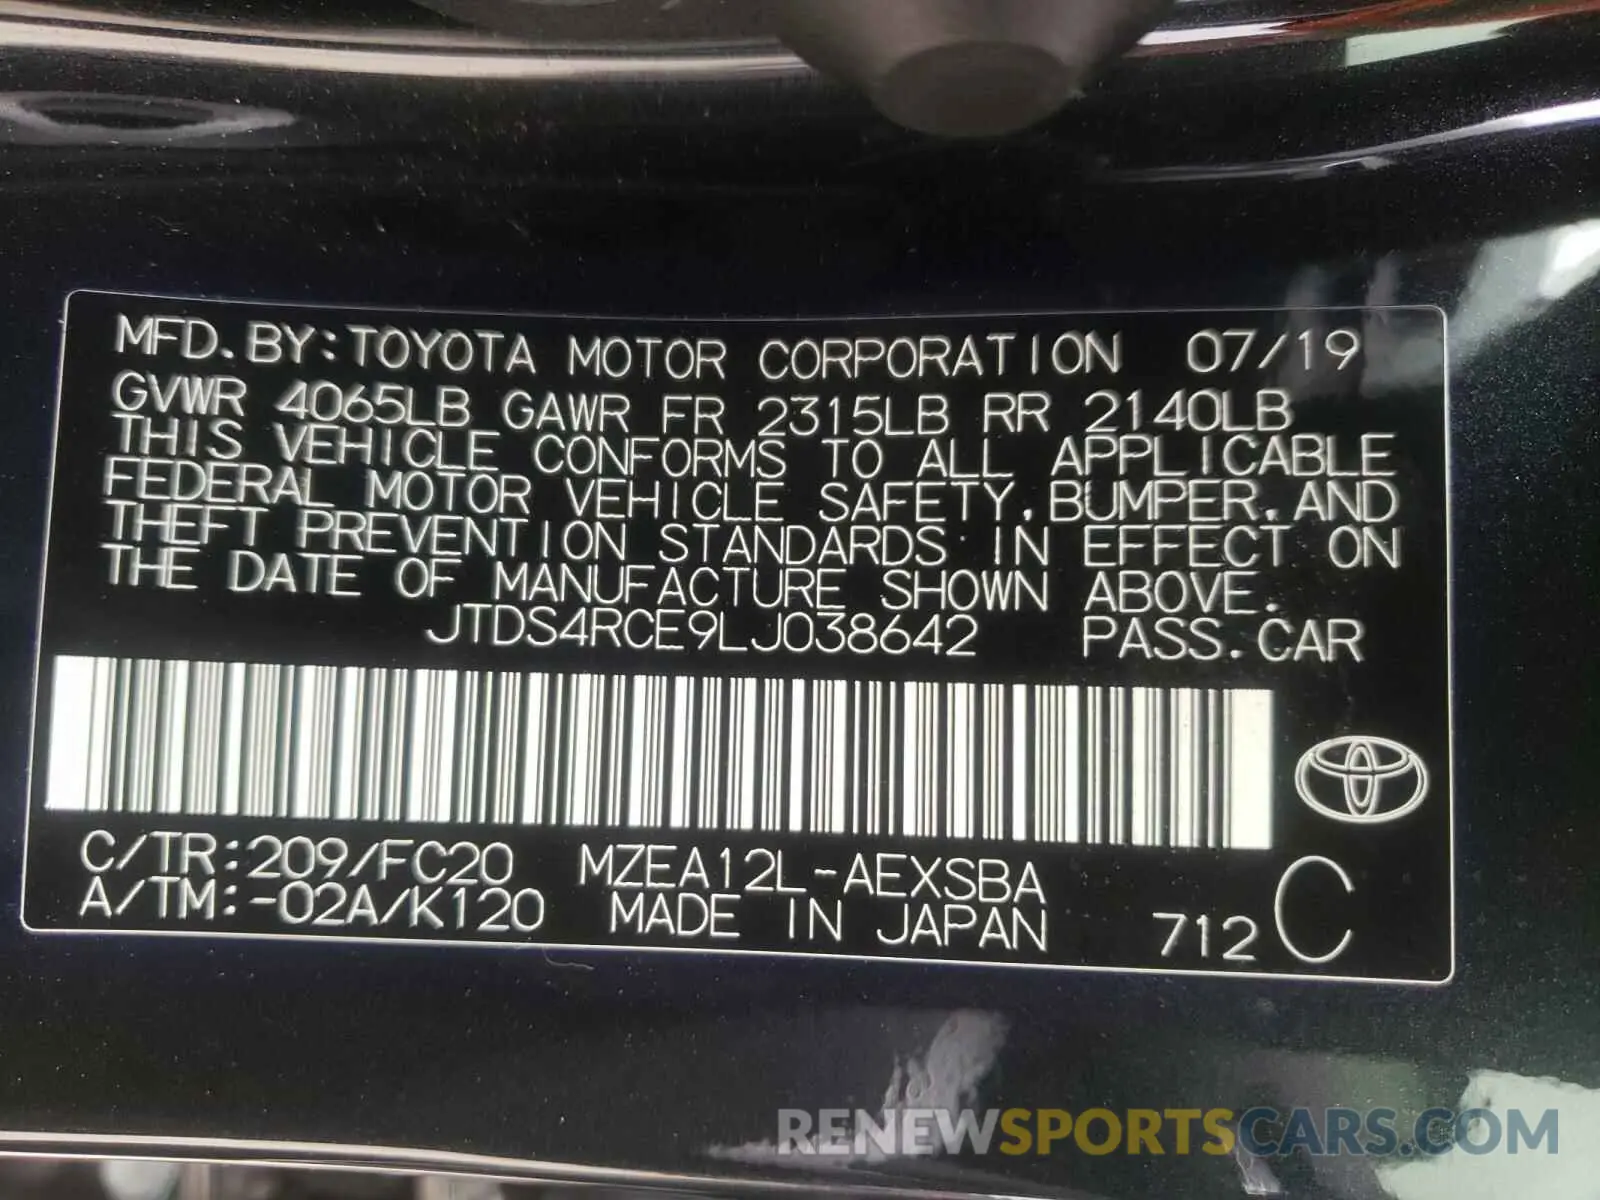 MFD. BY: TOYOTA MOTOR CORPORATION 07/19
GVWR 4065LB GAWR FR 2315LB RR 2140LB
THIS VEHICLE CONFORMS TO ALL APPLICABLE
FEDERAL MOTOR VEHICLE SAFETY, BUMPER, AND
THEFT PREVENTION STANDARDS IN EFFECT ON
THE DATE OF MANUFACTURE SHOWN ABOVE.
JTDS4RCE9LJ038642 PASS. CAR
C/TR:209/FC20 MZEA12L-AEXSBA
A/TM:-02A/K120 MADE IN JAPAN 712 C
RENEWSPORTSCARS.COM